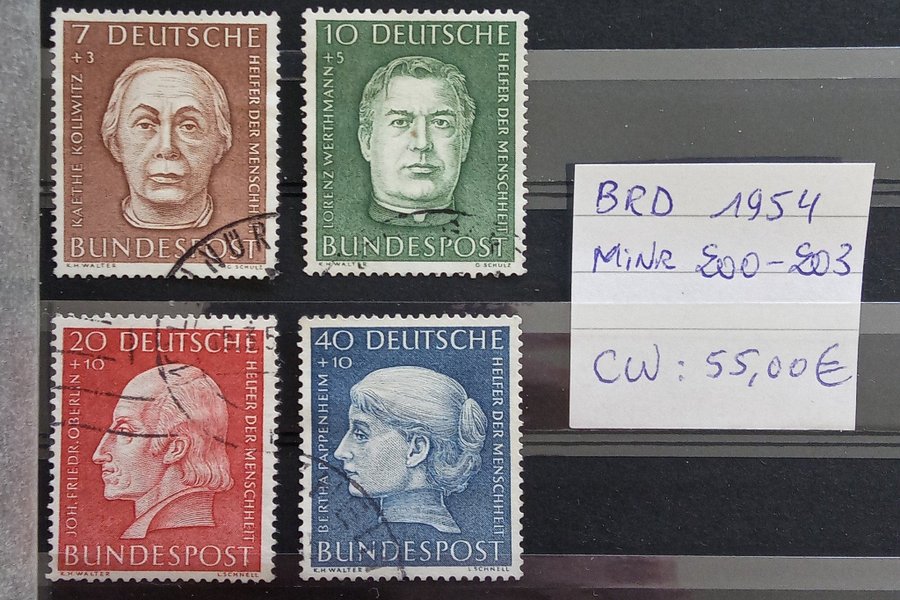 7 DEUTSCHE
+3
KAETHE KOLLWITZ
HELFER DER MENSCHHEIT
BUNDESPOST
K.H.WALTER
O.SCHULZ
10 DEUTSCHE
+5
LORENZ WERTHMANN
HELFER DER MENSCHHEIT
BUNDESPOST
K.H.WALTER
O.SCHULZ
20 DEUTSCHE
+10
JOH. FRIEDR. OBERLIN
HELFER DER MENSCHHEIT
BUNDESPOST
K.H.WALTER
L.SCHNELL
40 DEUTSCHE
+10
BERTHA PAPPENHEIM
HELFER DER MENSCHHEIT
BUNDESPOST
K.H.WALTER
L.SCHNELL
BRD 1954
MiNR 200-203
CW: 55,00€